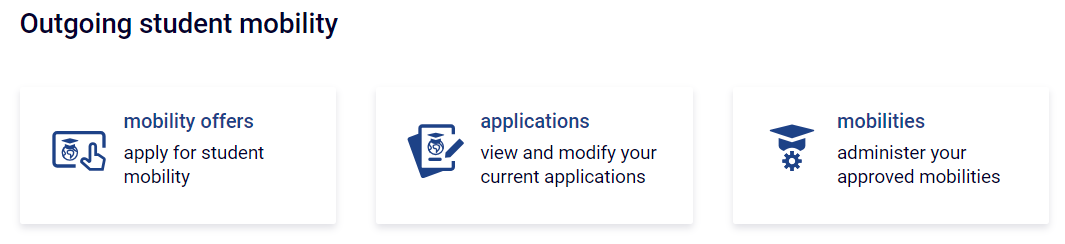 Outgoing student mobility
mobility offers
apply for student
mobility
applications
view and modify your
current applications
mobilities
administer your
approved mobilities